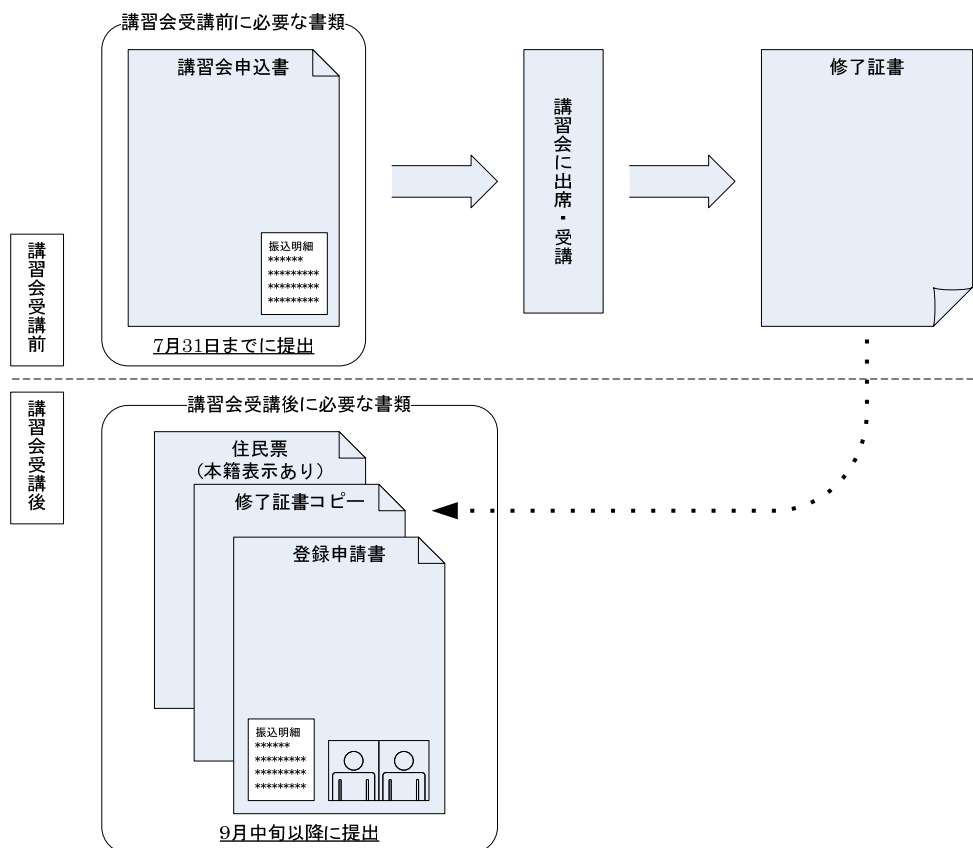 講習会受講前に必要な書類
講習会申込書
振込明細
******
*********
*********
*********
7月31日までに提出
講習会に出席・受講
修了証書
講習会受講前
講習会受講後
講習会受講後に必要な書類
住民票
(本籍表示あり)
修了証書コピー
登録申請書
振込明細
******
*********
*********
*********
9月中旬以降に提出